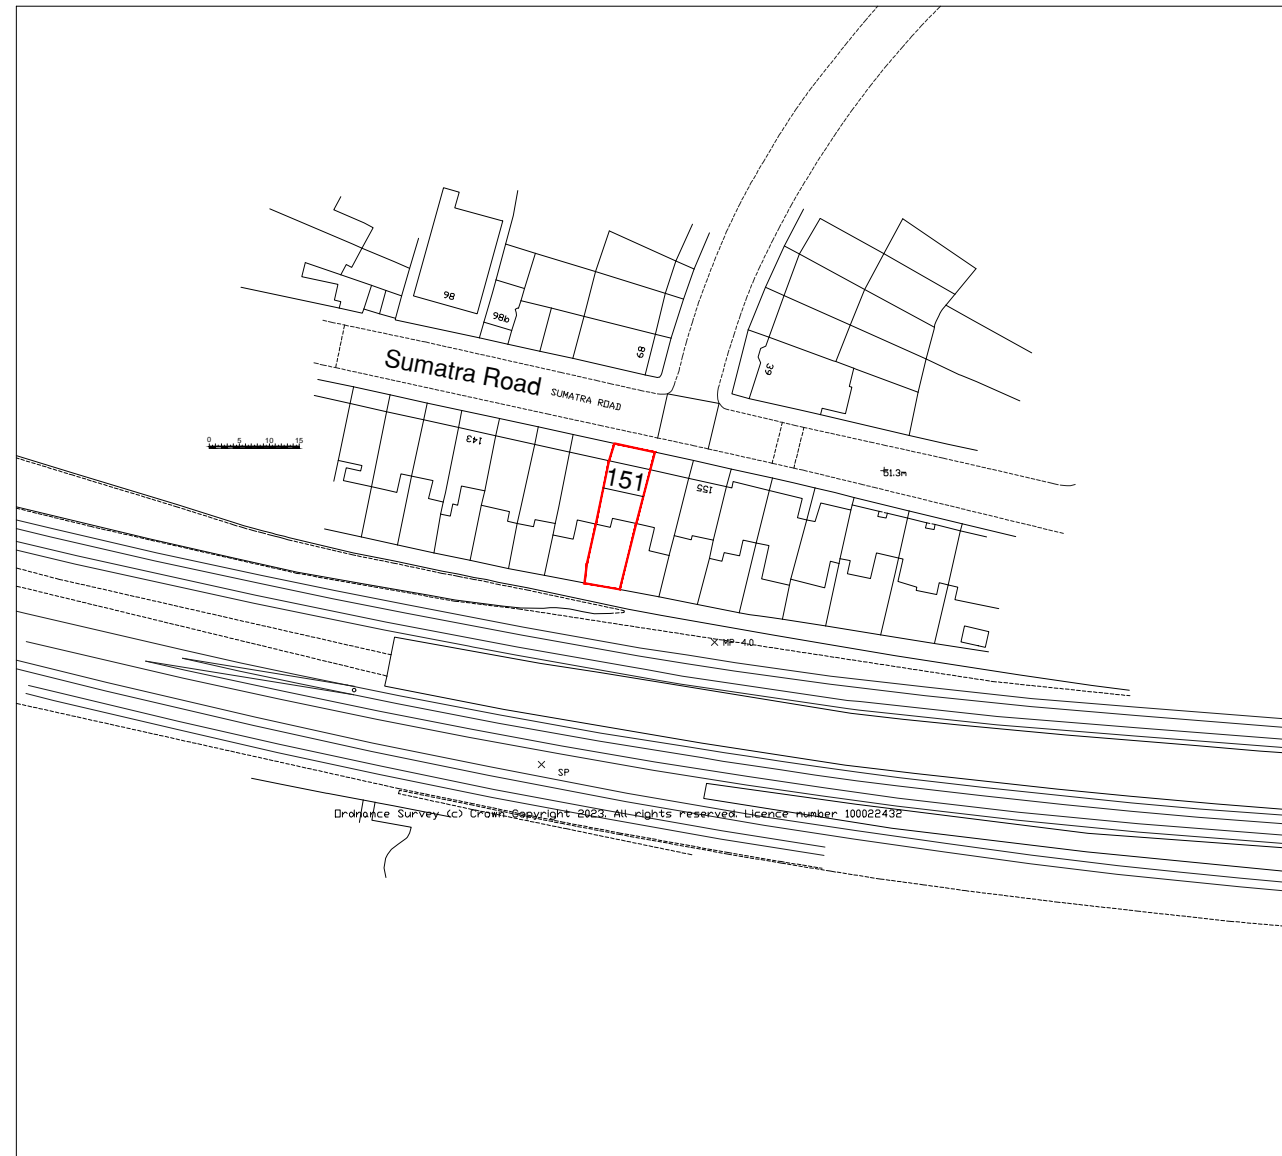 98
98b
89
39
Sumatra Road
SUMATRA ROAD
143
0 5 10 15
151
155
51.3m
MP 4.0
SP
Ordnance Survey (c) Crown Copyright 2023. All rights reserved. Licence number 100022432